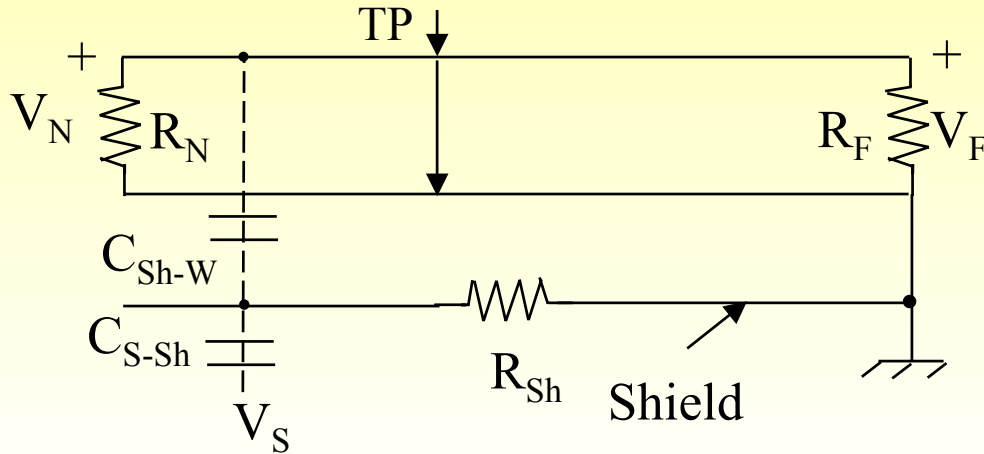 TP
+ +
V_N R_N R_F V_F
C_Sh-W
C_S-Sh
R_Sh Shield
V_S